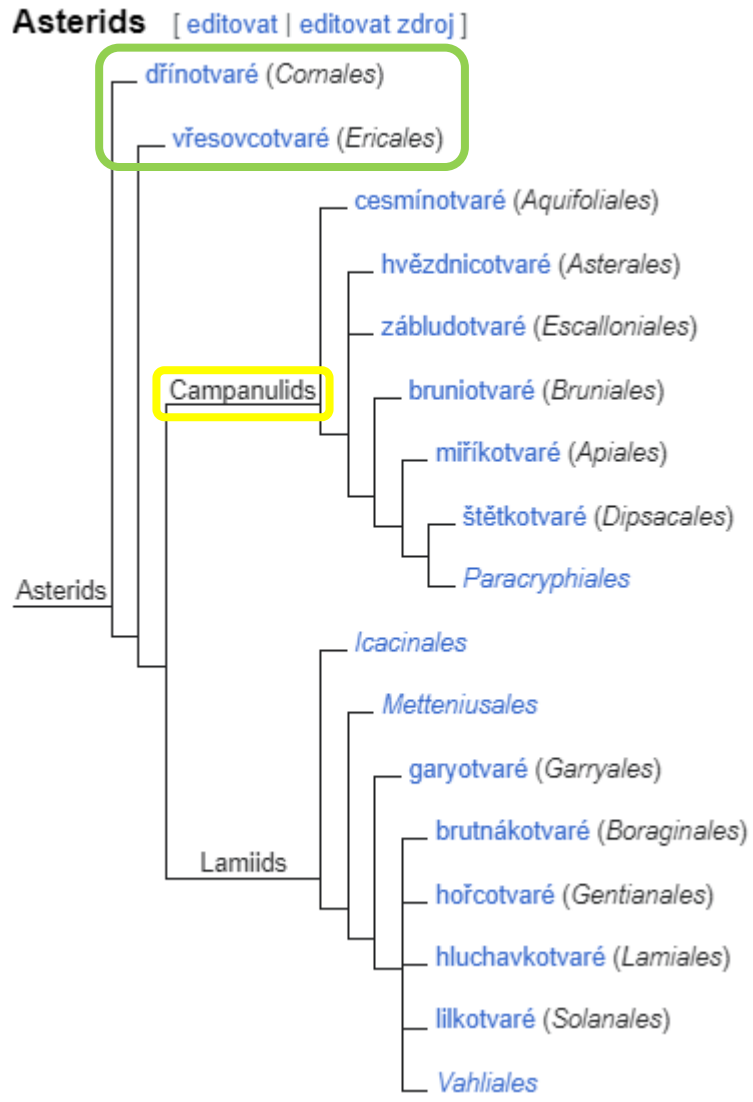 Asterids [ editovat | editovat zdroj ]
dřínotvaré (Cornales)
vřesovcotvaré (Ericales)
cesmínotvaré (Aquifoliales)
hvězdnicotvaré (Asterales)
zábludotvaré (Escalloniales)
Campanulids
bruniotvaré (Bruniales)
miříkotvaré (Apiales)
štětkotvaré (Dipsacales)
Paracryphiales
Asterids
Icacinales
Metteniusales
garyotvaré (Garryales)
brutnákotvaré (Boraginales)
Lamiids
hořcotvaré (Gentianales)
hluchavkotvaré (Lamiales)
lilkotvaré (Solanales)
Vahliales